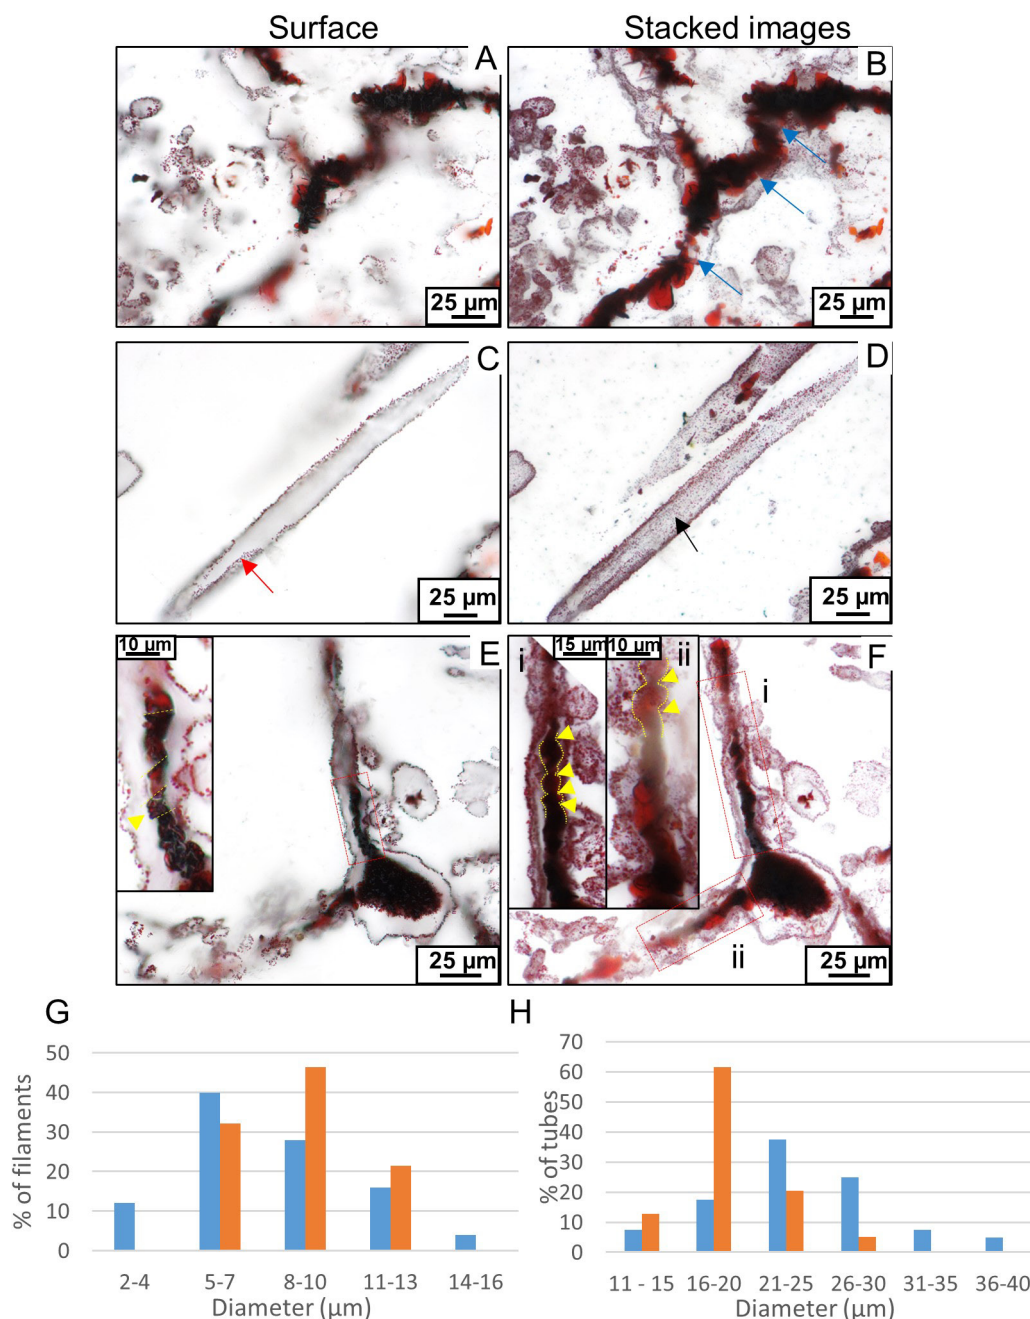 Surface
Stacked images
A
25 µm
B
25 µm
C
25 µm
D
25 µm
10 µm
E
25 µm
i
15 µm
10 µm
ii
F
i
ii
25 µm
G
50
40
30
20
10
0
% of filaments
2-4 5-7 8-10 11-13 14-16
Diameter (µm)
H
70
60
50
40
30
20
10
0
% of tubes
11 - 15 16-20 21-25 26-30 31-35 36-40
Diameter (µm)